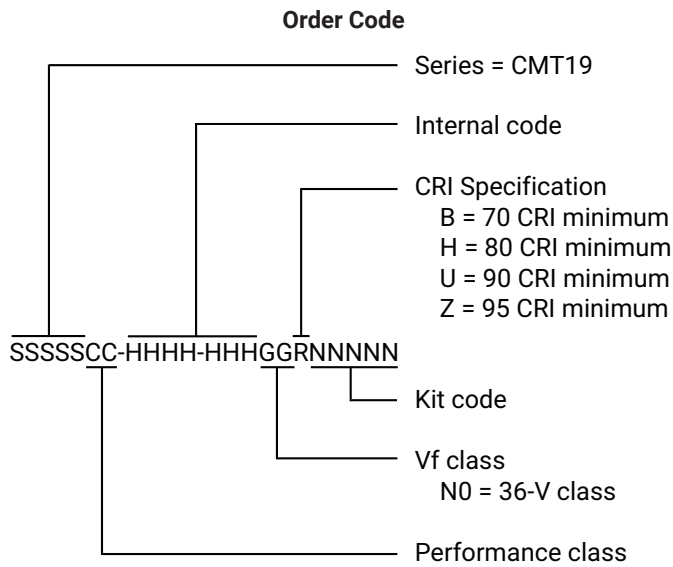 Order Code
Series = CMT19
Internal code
CRI Specification
B = 70 CRI minimum
H = 80 CRI minimum
U = 90 CRI minimum
Z = 95 CRI minimum
SSSSSCC-HHHH-HHHGGRNNNNN
Kit code
Vf class
N0 = 36-V class
Performance class